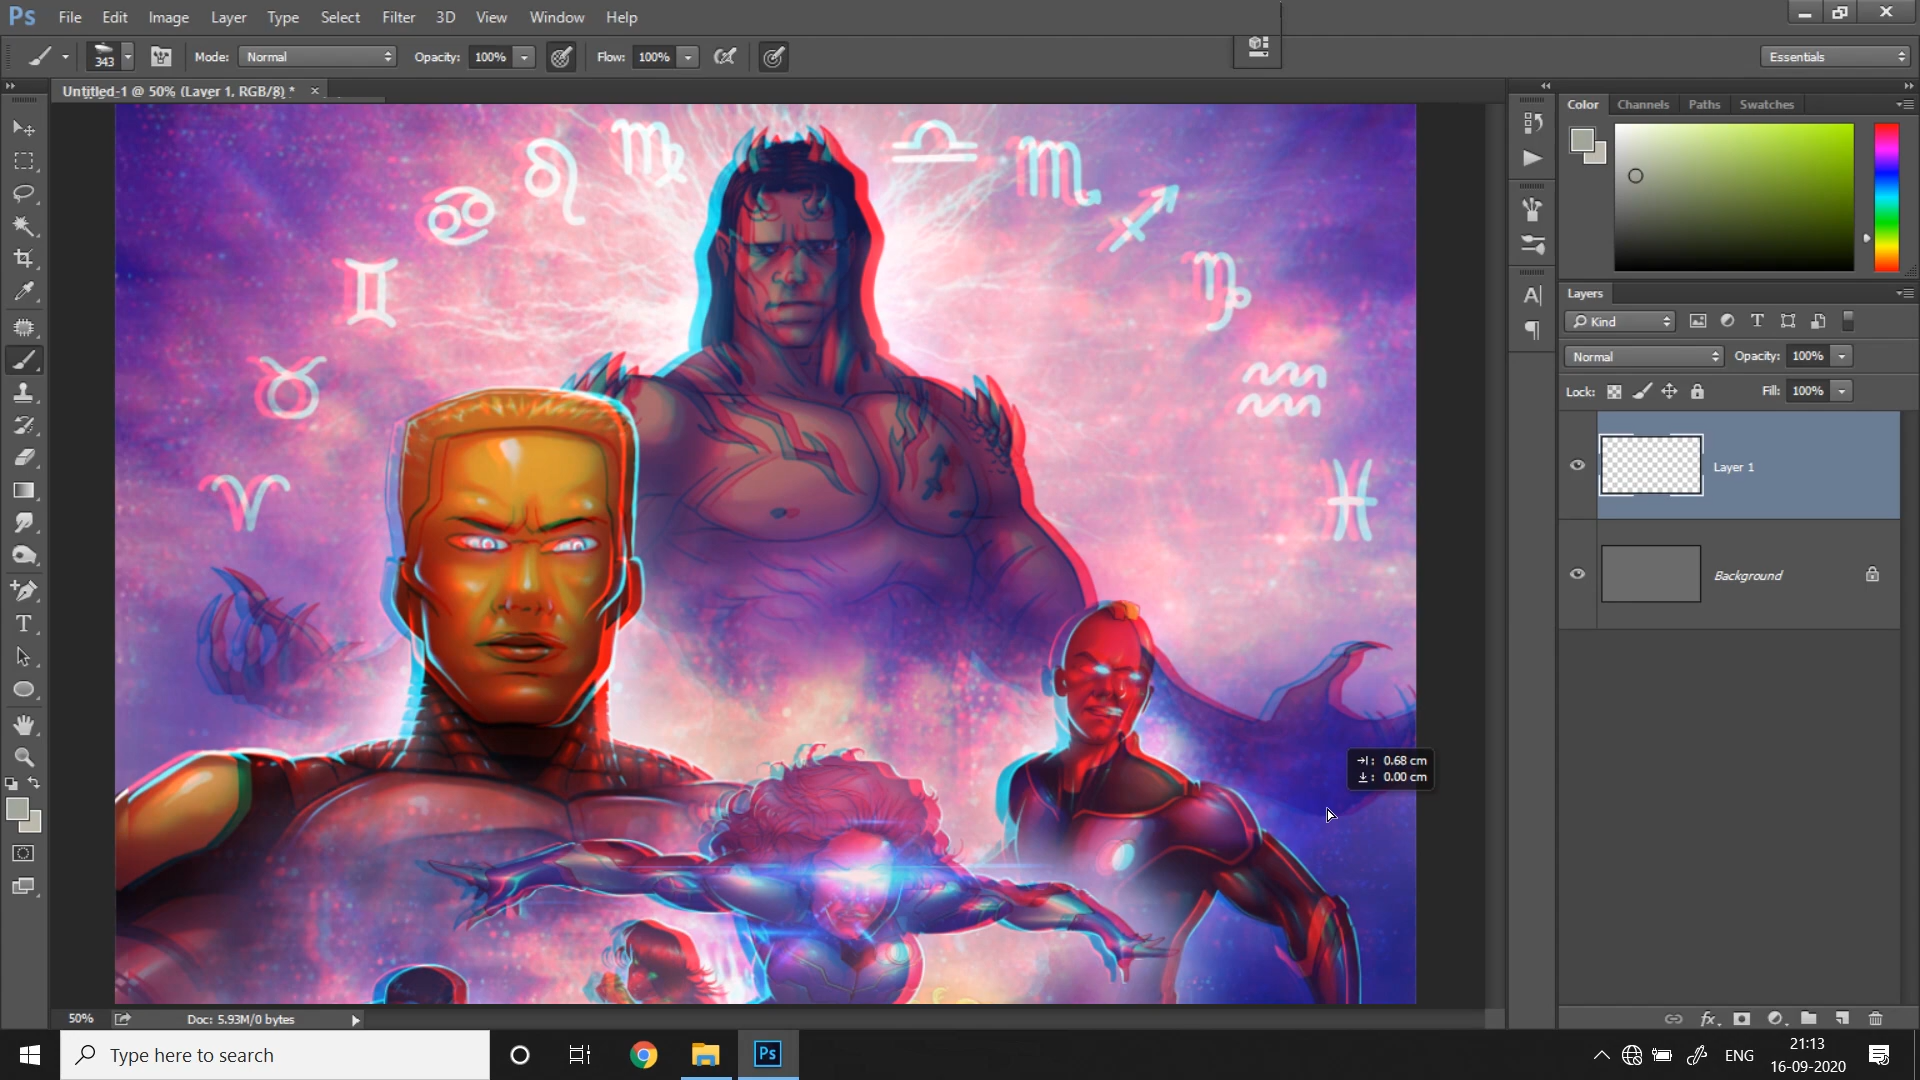 Ps File Edit Image Layer Type Select Filter 3D View Window Help
343 Mode: Normal Opacity: 100% Flow: 100% Essentials
Untitled-1 @ 50% (Layer 1, RGB/8) * ×
Color Channels Paths Swatches
Layers
Kind
Normal Opacity: 100%
Lock: Fill: 100%
Layer 1
Background
0.68 cm
0.00 cm
50% Doc: 5.93M/0 bytes
Type here to search
Ps
ENG
21:13
16-09-2020